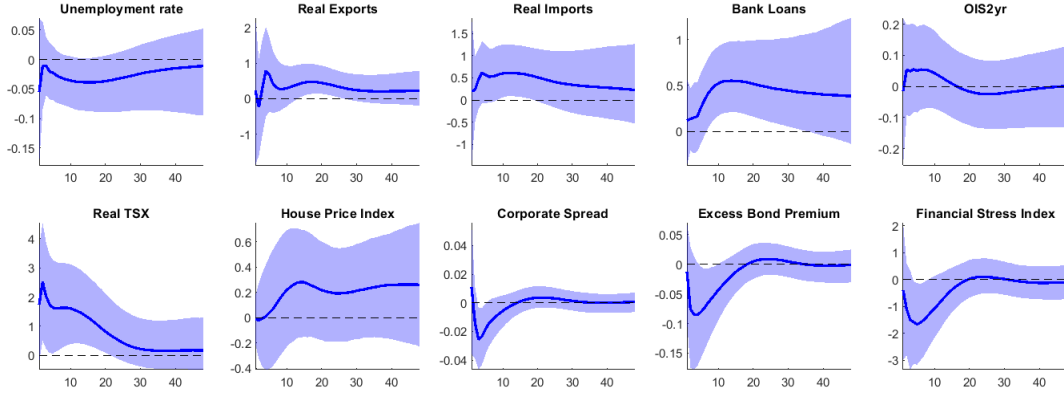 Unemployment rate
0.05
0
-0.05
-0.1
-0.15
10 20 30 40
Real Exports
2
1
0
-1
10 20 30 40
Real Imports
1.5
1
0.5
0
-0.5
-1
10 20 30 40
Bank Loans
1
0.5
0
10 20 30 40
OIS2yr
0.2
0.1
0
-0.1
-0.2
10 20 30 40
Real TSX
4
3
2
1
0
10 20 30 40
House Price Index
0.6
0.4
0.2
0
-0.2
-0.4
10 20 30 40
Corporate Spread
0.04
0.02
0
-0.02
-0.04
10 20 30 40
Excess Bond Premium
0.05
0
-0.05
-0.1
-0.15
10 20 30 40
Financial Stress Index
2
1
0
-1
-2
-3
10 20 30 40